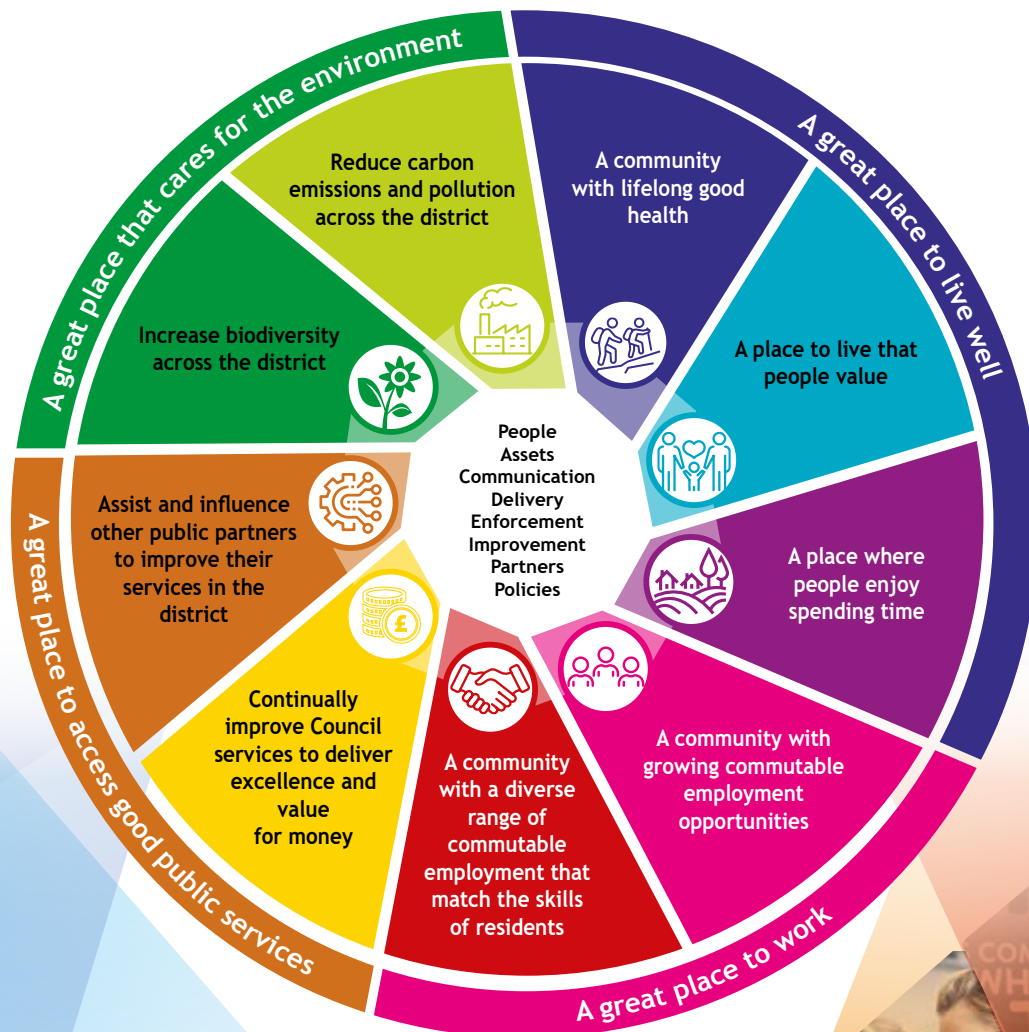 A great place that cares for the environment
Reduce carbon
emissions and pollution
across the district
Increase biodiversity
across the district
A great place to live well
A community
with lifelong good
health
A place to live that
people value
A place where
people enjoy
spending time
A great place to work
A community with
growing commutable
employment
opportunities
A community
with a diverse
range of
commutable
employment that
match the skills
of residents
A great place to access good public services
Continually
improve Council
services to deliver
excellence and
value
for money
£
Assist and influence
other public partners
to improve their
services in the
district
People
Assets
Communication
Delivery
Enforcement
Improvement
Partners
Policies